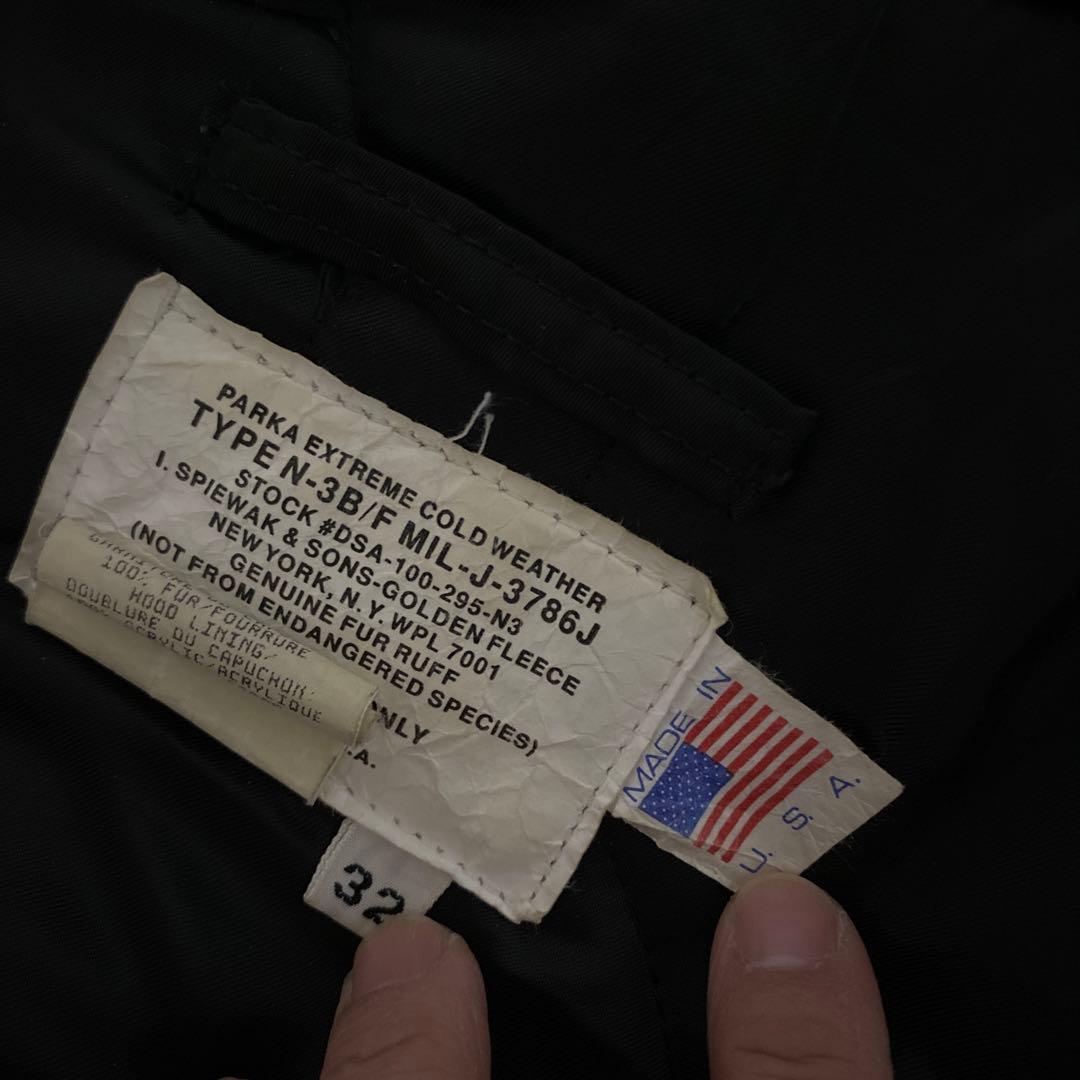 PARKA EXTREME COLD WEATHER
TYPE N-3B/F MIL-J-3786J
STOCK #DSA-100-295-N3
I. SPIEWAK & SONS-GOLDEN FLEECE
NEW YORK, N.Y. WPL 7001
GENUINE FUR RUFF
(NOT FROM ENDANGERED SPECIES)
NLY
.A.
100% FUR/FOURRURE
HOOD LINING/
DOUBLURE DU CAPUCHON:
ACRYLIC/ACRYLIQUE
32
MADE IN
U. S. A.